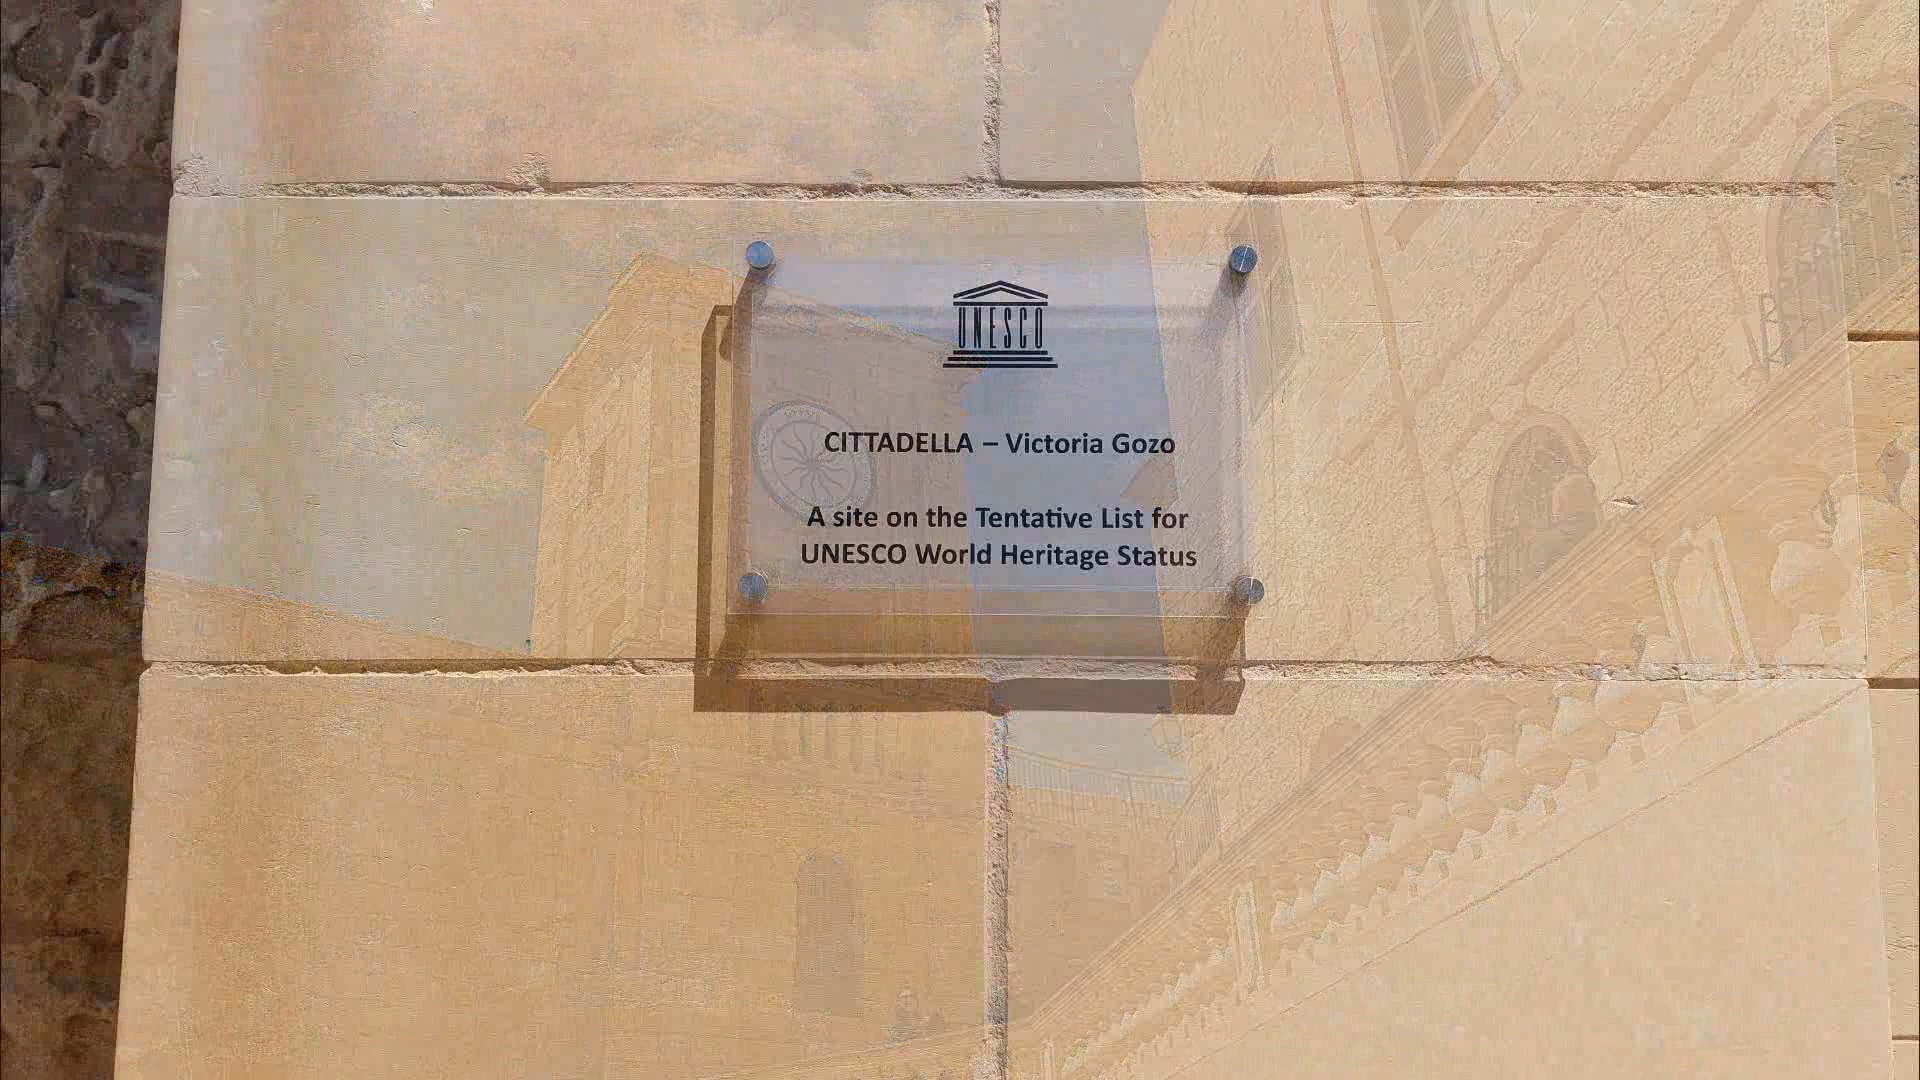 UNESCO
CITTADELLA – Victoria Gozo
A site on the Tentative List for
UNESCO World Heritage Status